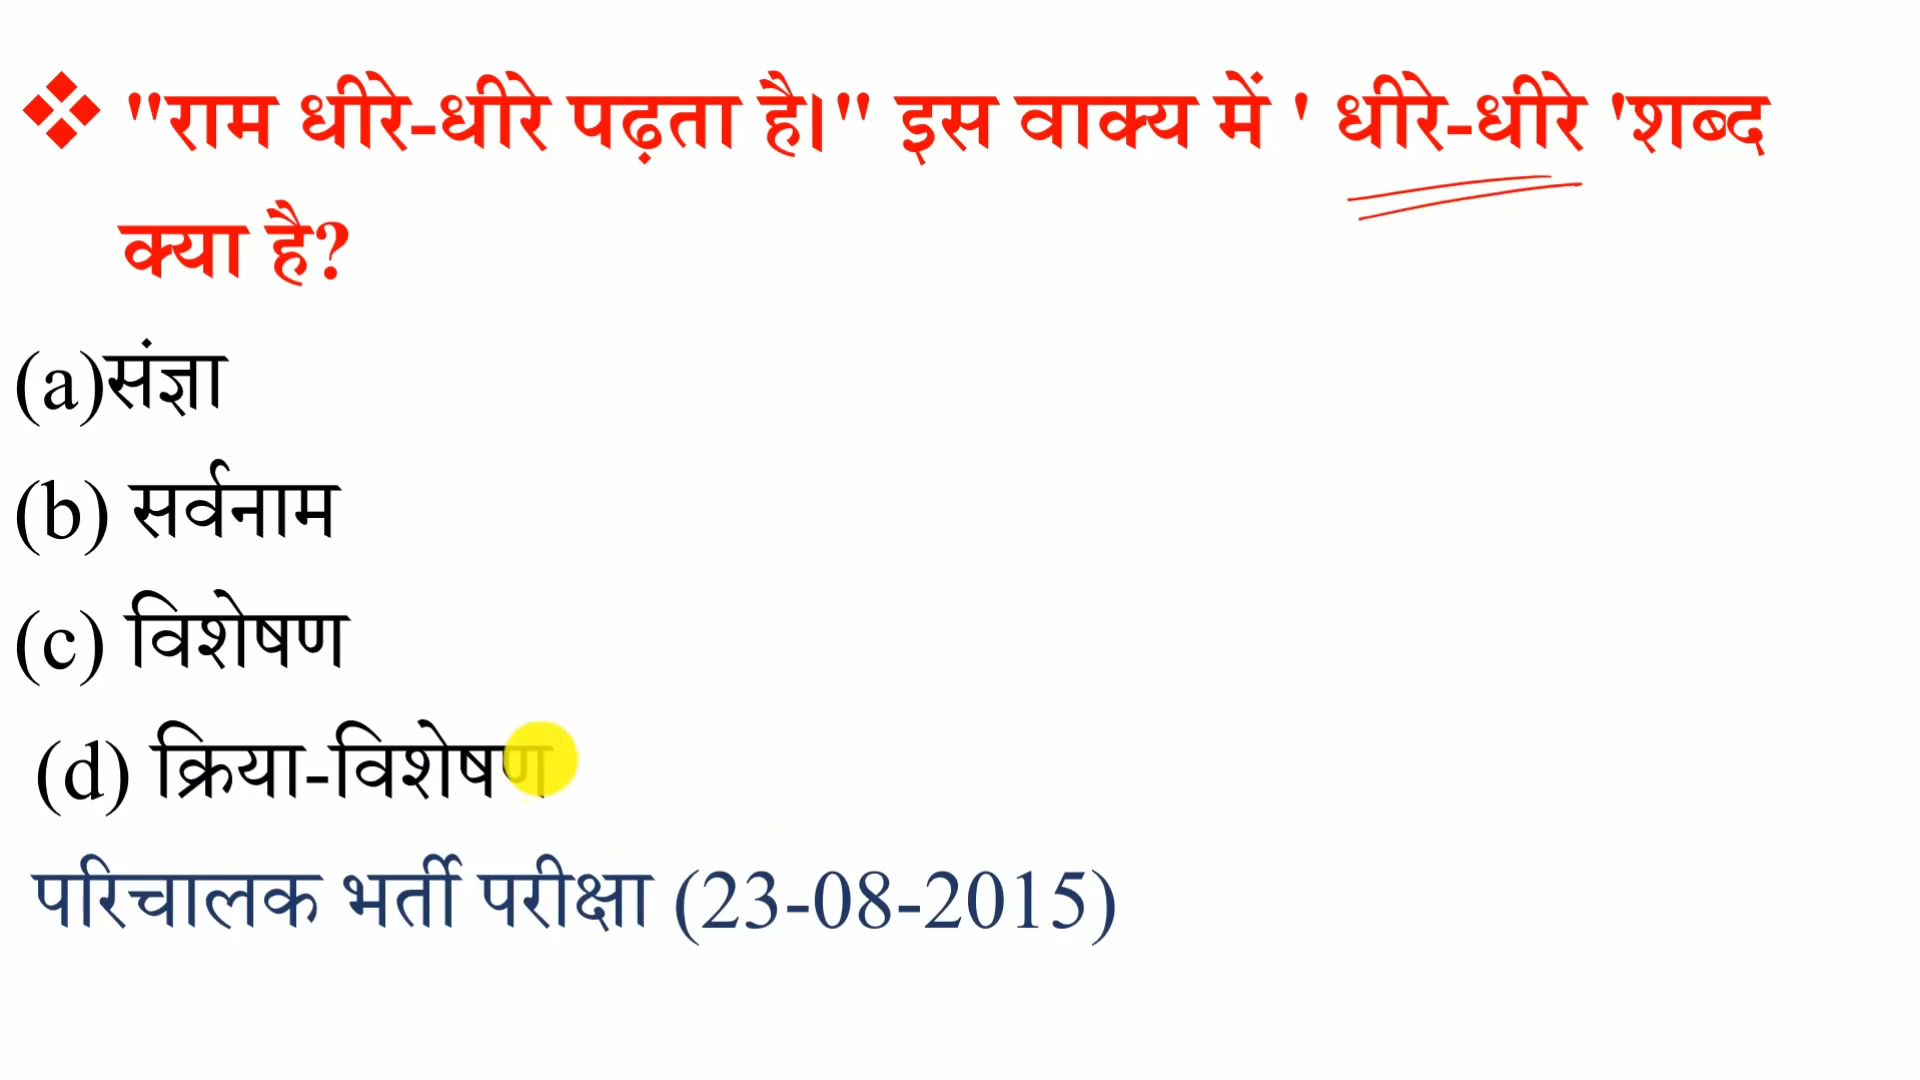 ❖ "राम धीरे-धीरे पढ़ता है।" इस वाक्य में ' धीरे-धीरे 'शब्द
क्या है?
(a)संज्ञा
(b) सर्वनाम
(c) विशेषण
(d) क्रिया-विशेषण
परिचालक भर्ती परीक्षा (23-08-2015)